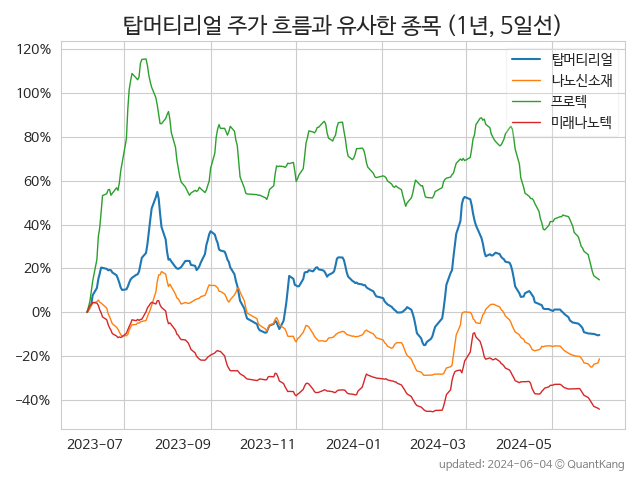 탑머티리얼 주가 흐름과 유사한 종목 (1년, 5일선)
120%
100%
80%
60%
40%
20%
0%
−20%
−40%
탑머티리얼
나노신소재
프로텍
미래나노텍
2023-07 2023-09 2023-11 2024-01 2024-03 2024-05
updated: 2024-06-04 © QuantKang